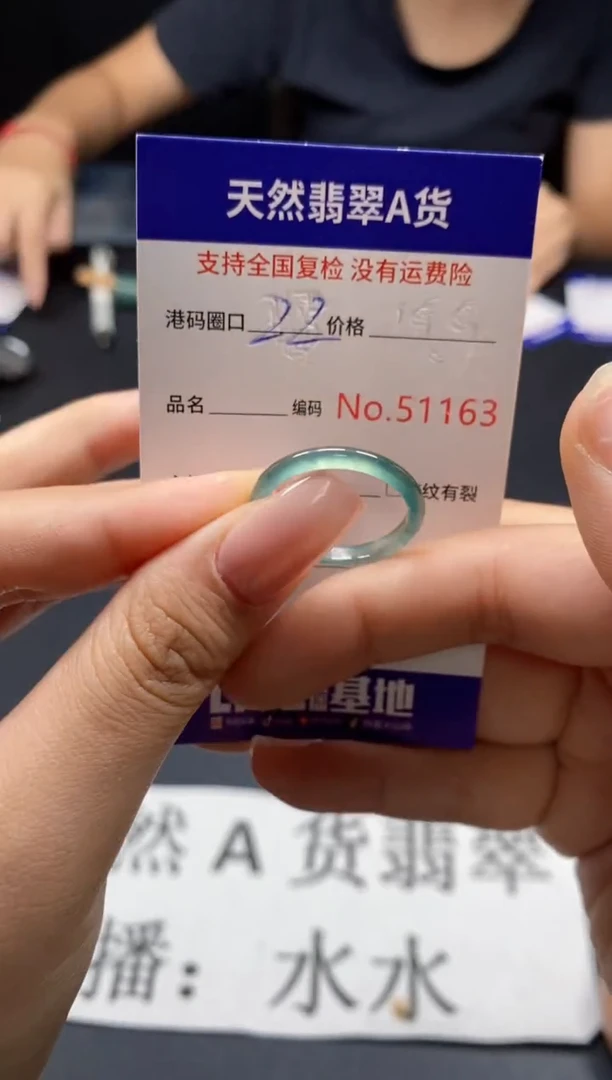 天然翡翠A货
支持全国复检 没有运费险
港码圈口 22 价格
品名 编码 No.51163
纹有裂
基地
然 A 货翡翠
播：水水